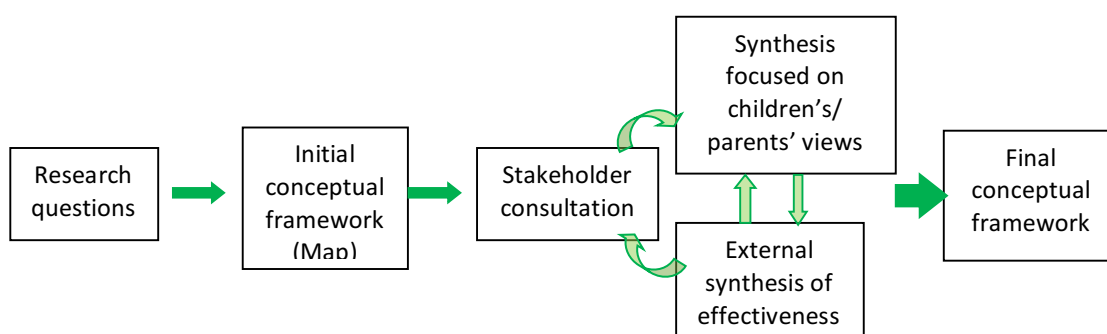 Research
questions
Initial
conceptual
framework
(Map)
Stakeholder
consultation
Synthesis
focused on
children’s/
parents’ views
External
synthesis of
effectiveness
Final
conceptual
framework